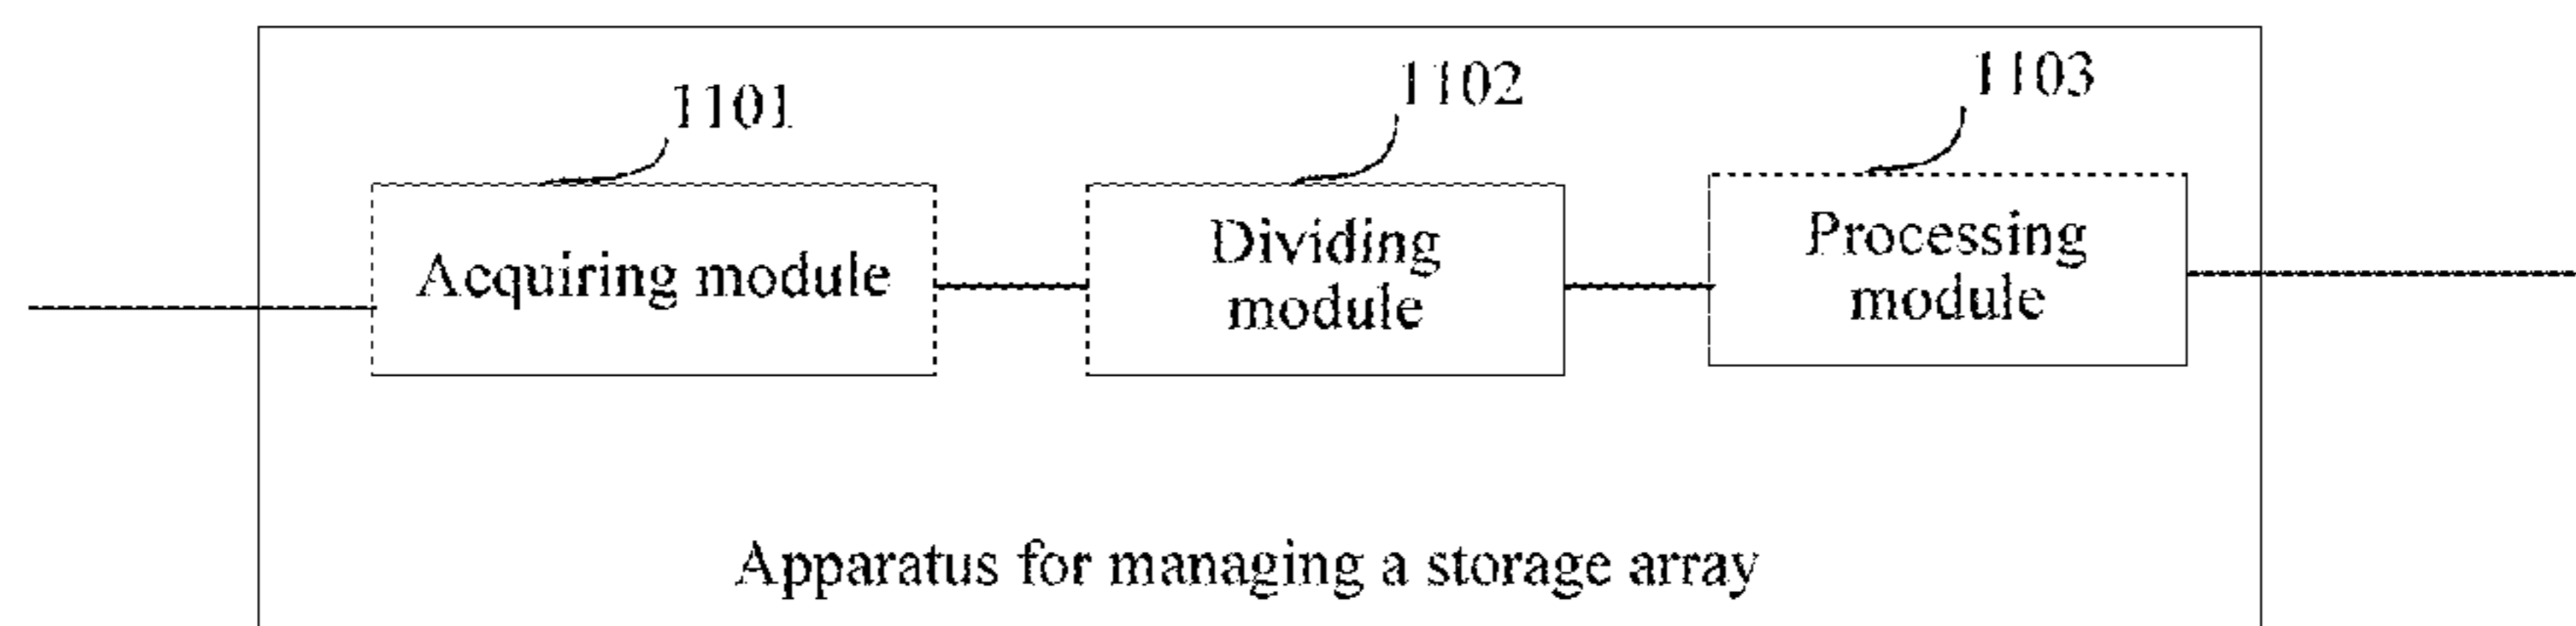 1101
1102
1103
Acquiring module
Dividing
module
Processing
module
Apparatus for managing a storage array